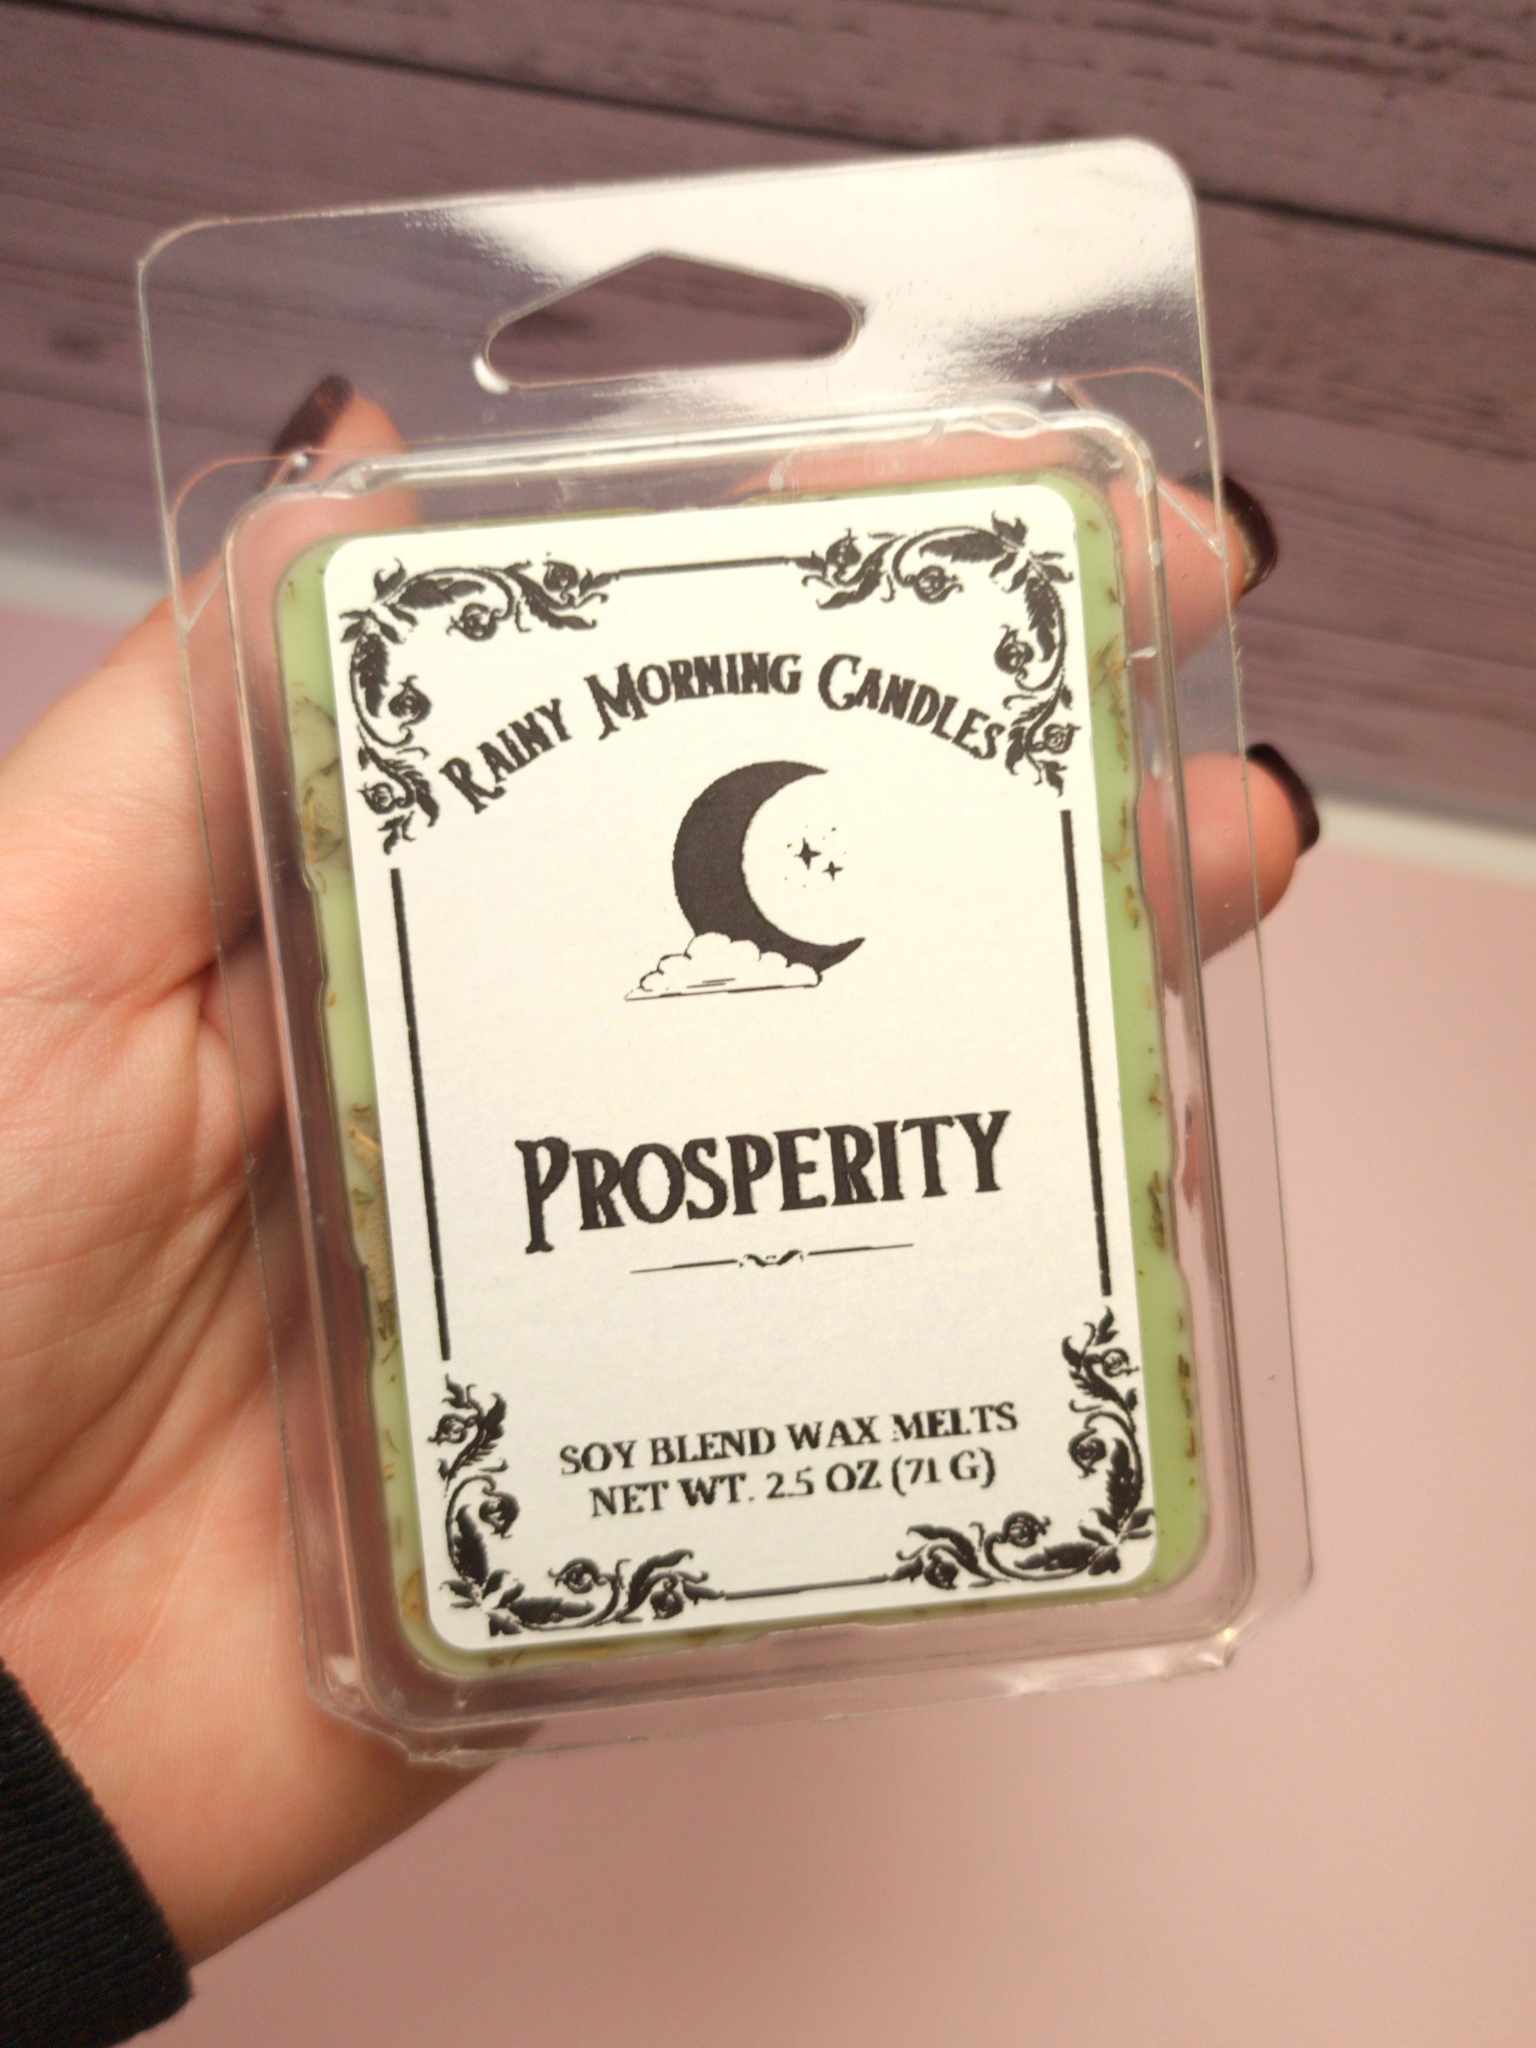 Rainy Morning Candles
Prosperity
SOY BLEND WAX MELTS
NET WT. 2.5 OZ (71 G)